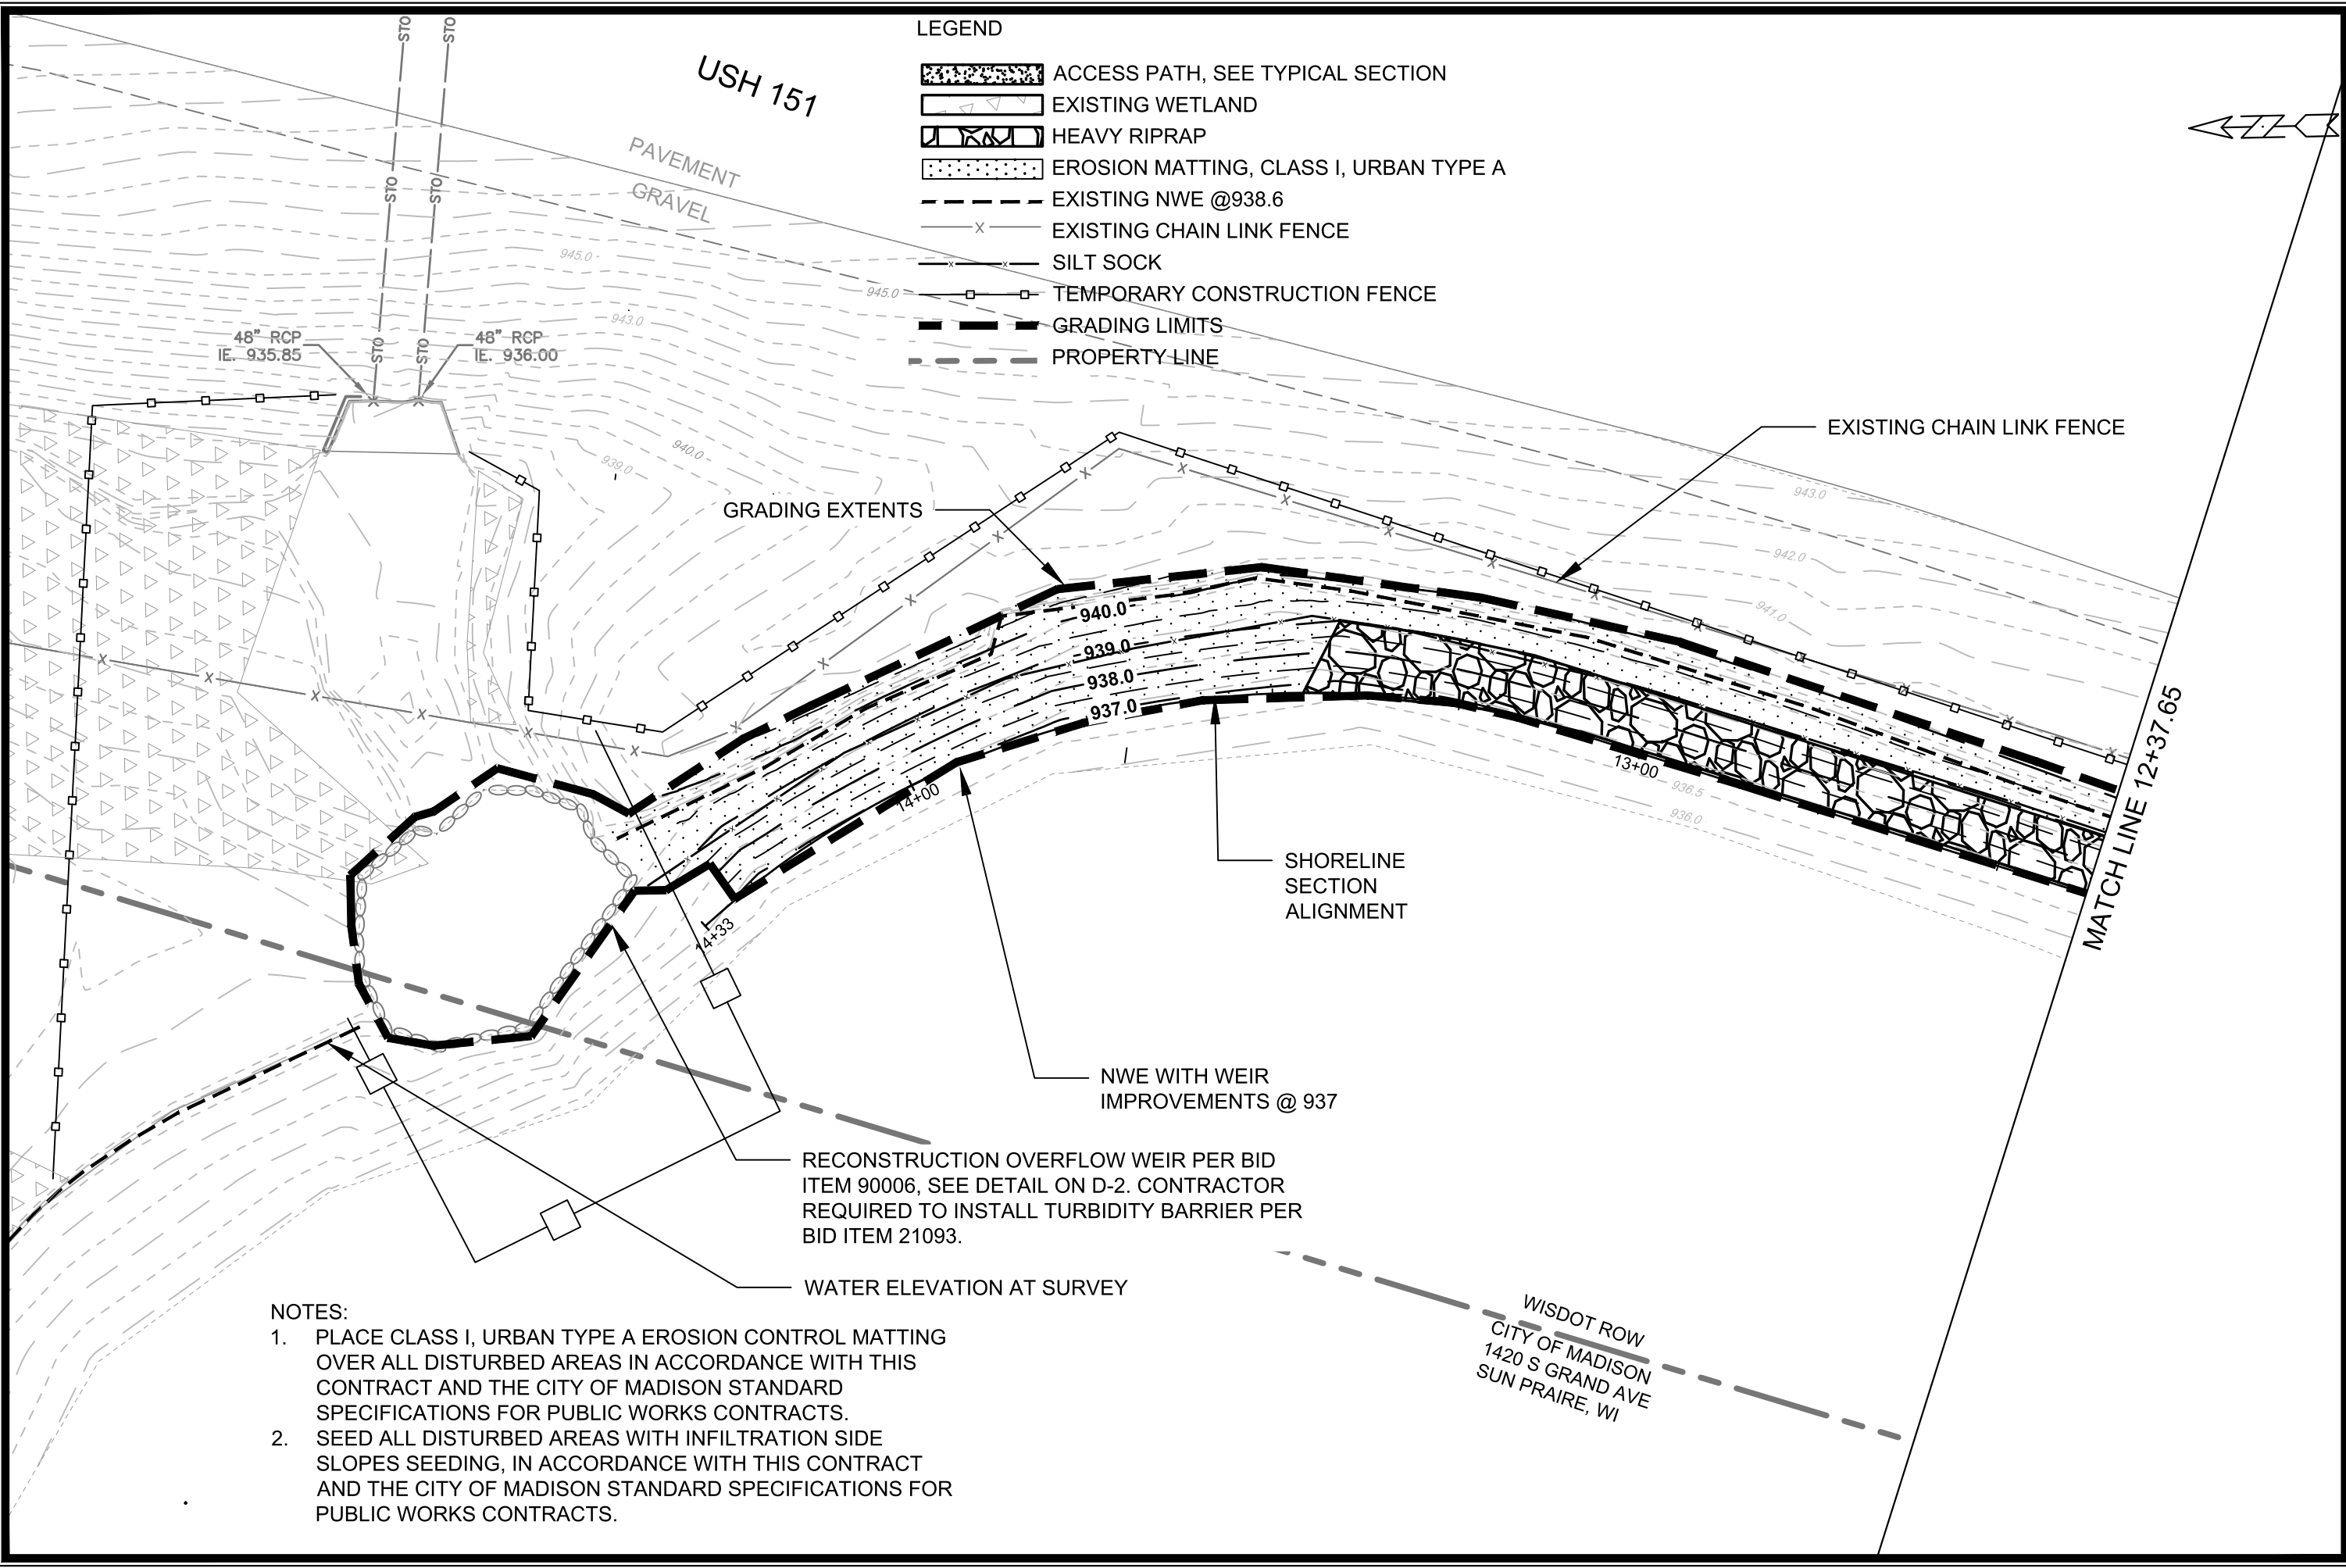 LEGEND
ACCESS PATH, SEE TYPICAL SECTION
EXISTING WETLAND
HEAVY RIPRAP
EROSION MATTING, CLASS I, URBAN TYPE A
EXISTING NWE @938.6
X
EXISTING CHAIN LINK FENCE
SILT SOCK
TEMPORARY CONSTRUCTION FENCE
GRADING LIMITS
PROPERTY LINE
STO
STO
STO
STO
STO
STO
USH 151
PAVEMENT
GRAVEL
945.0
945.0
943.0
48" RCP
IE. 935.85
48" RCP
IE. 936.00
940.0
939.0
EXISTING CHAIN LINK FENCE
943.0
942.0
941.0
GRADING EXTENTS
940.0
939.0
938.0
937.0
13+00
936.5
936.0
14+00
14+33
MATCH LINE 12+37.65
SHORELINE
SECTION
ALIGNMENT
NWE WITH WEIR
IMPROVEMENTS @ 937
RECONSTRUCTION OVERFLOW WEIR PER BID
ITEM 90006, SEE DETAIL ON D-2. CONTRACTOR
REQUIRED TO INSTALL TURBIDITY BARRIER PER
BID ITEM 21093.
WATER ELEVATION AT SURVEY
WISDOT ROW
CITY OF MADISON
1420 S GRAND AVE
SUN PRAIRE, WI
NOTES:
1. PLACE CLASS I, URBAN TYPE A EROSION CONTROL MATTING
OVER ALL DISTURBED AREAS IN ACCORDANCE WITH THIS
CONTRACT AND THE CITY OF MADISON STANDARD
SPECIFICATIONS FOR PUBLIC WORKS CONTRACTS.
2. SEED ALL DISTURBED AREAS WITH INFILTRATION SIDE
SLOPES SEEDING, IN ACCORDANCE WITH THIS CONTRACT
AND THE CITY OF MADISON STANDARD SPECIFICATIONS FOR
PUBLIC WORKS CONTRACTS.